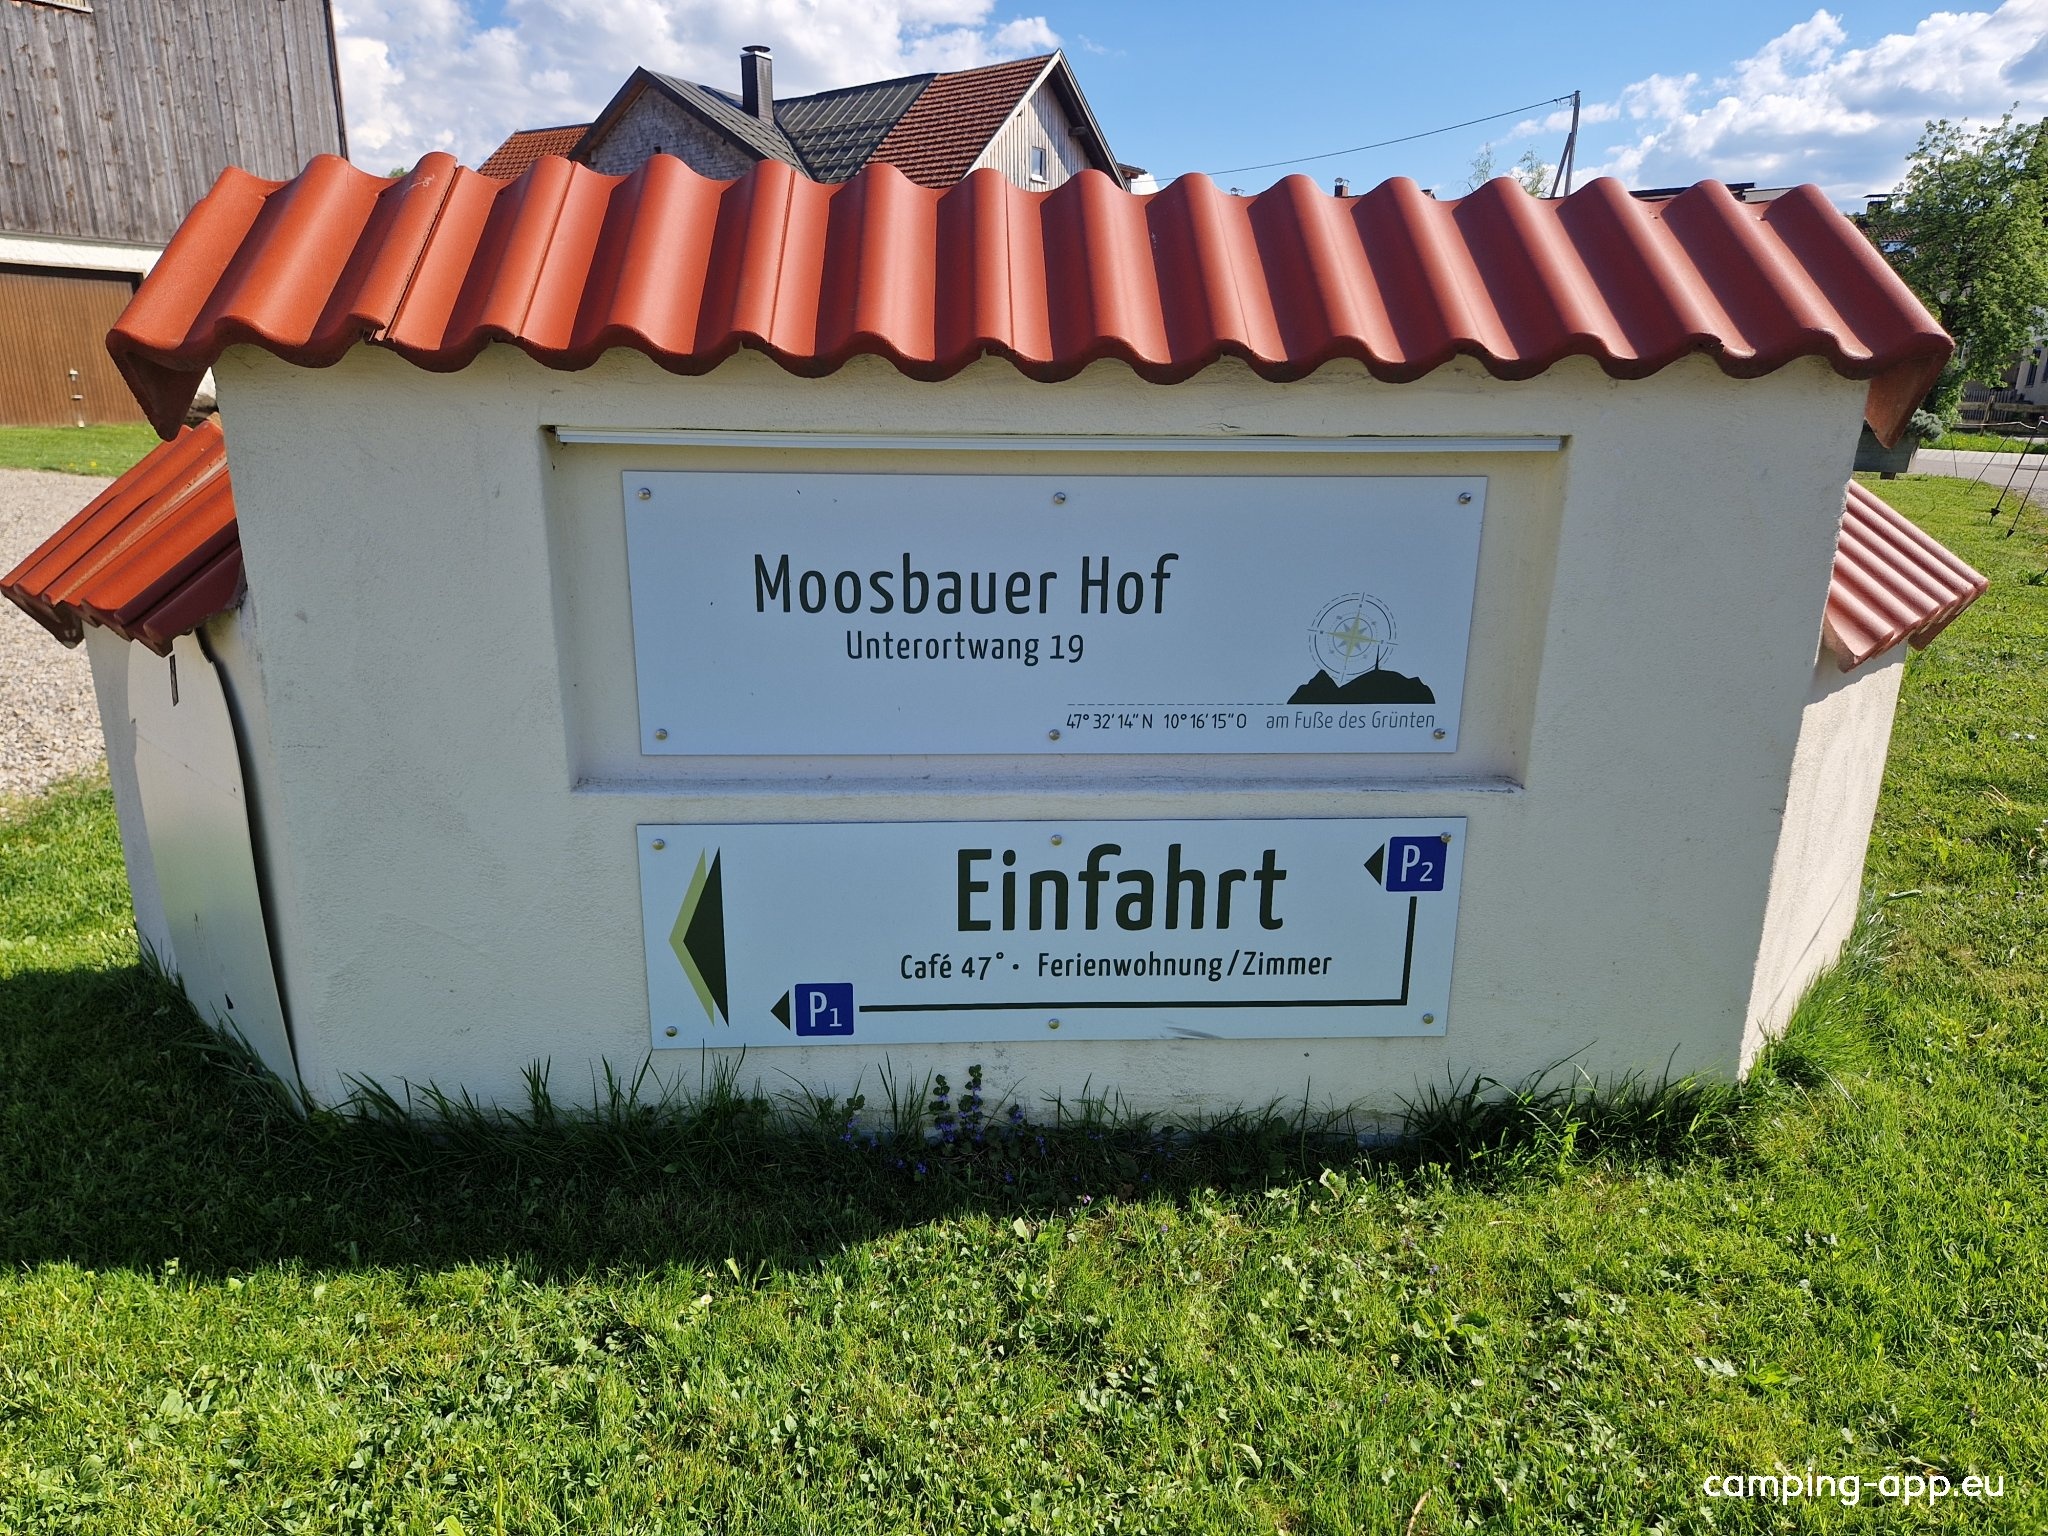 Moosbauer Hof
Unterortwang 19
47° 32' 14" N 10° 16' 15" O am Fuße des Grünten
Einfahrt
P2
Café 47° · Ferienwohnung/Zimmer
P1
camping-app.eu